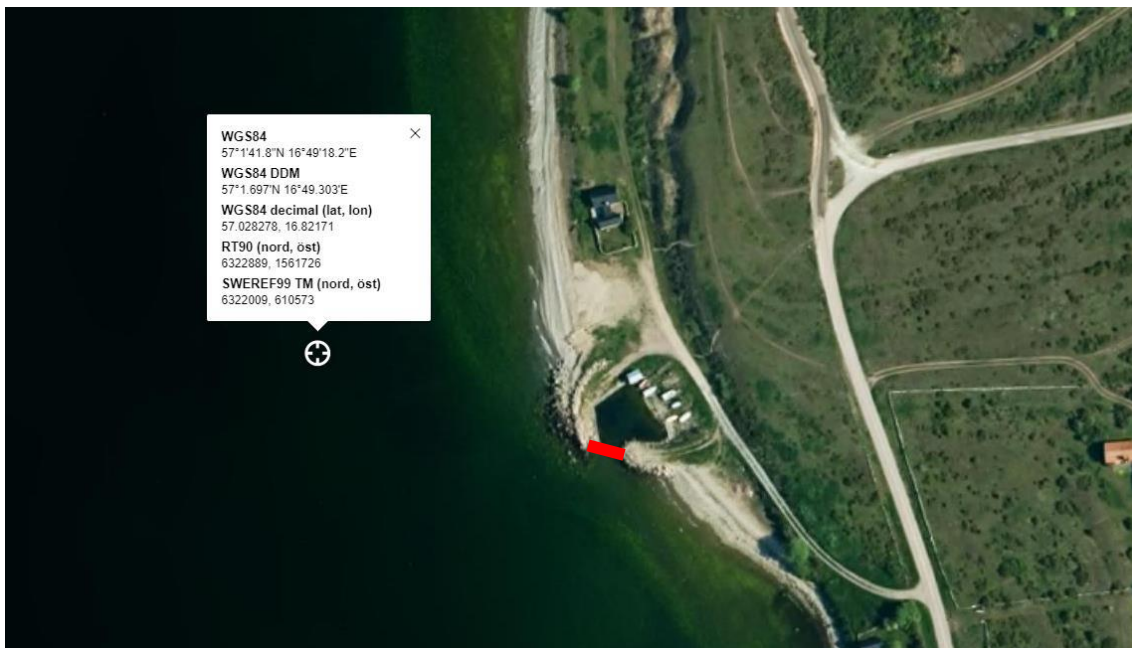 WGS84
57°1'41.8"N 16°49'18.2"E
WGS84 DDM
57°1.697'N 16°49.303'E
WGS84 decimal (lat, lon)
57.028278, 16.82171
RT90 (nord, öst)
6322889, 1561726
SWEREF99 TM (nord, öst)
6322009, 610573